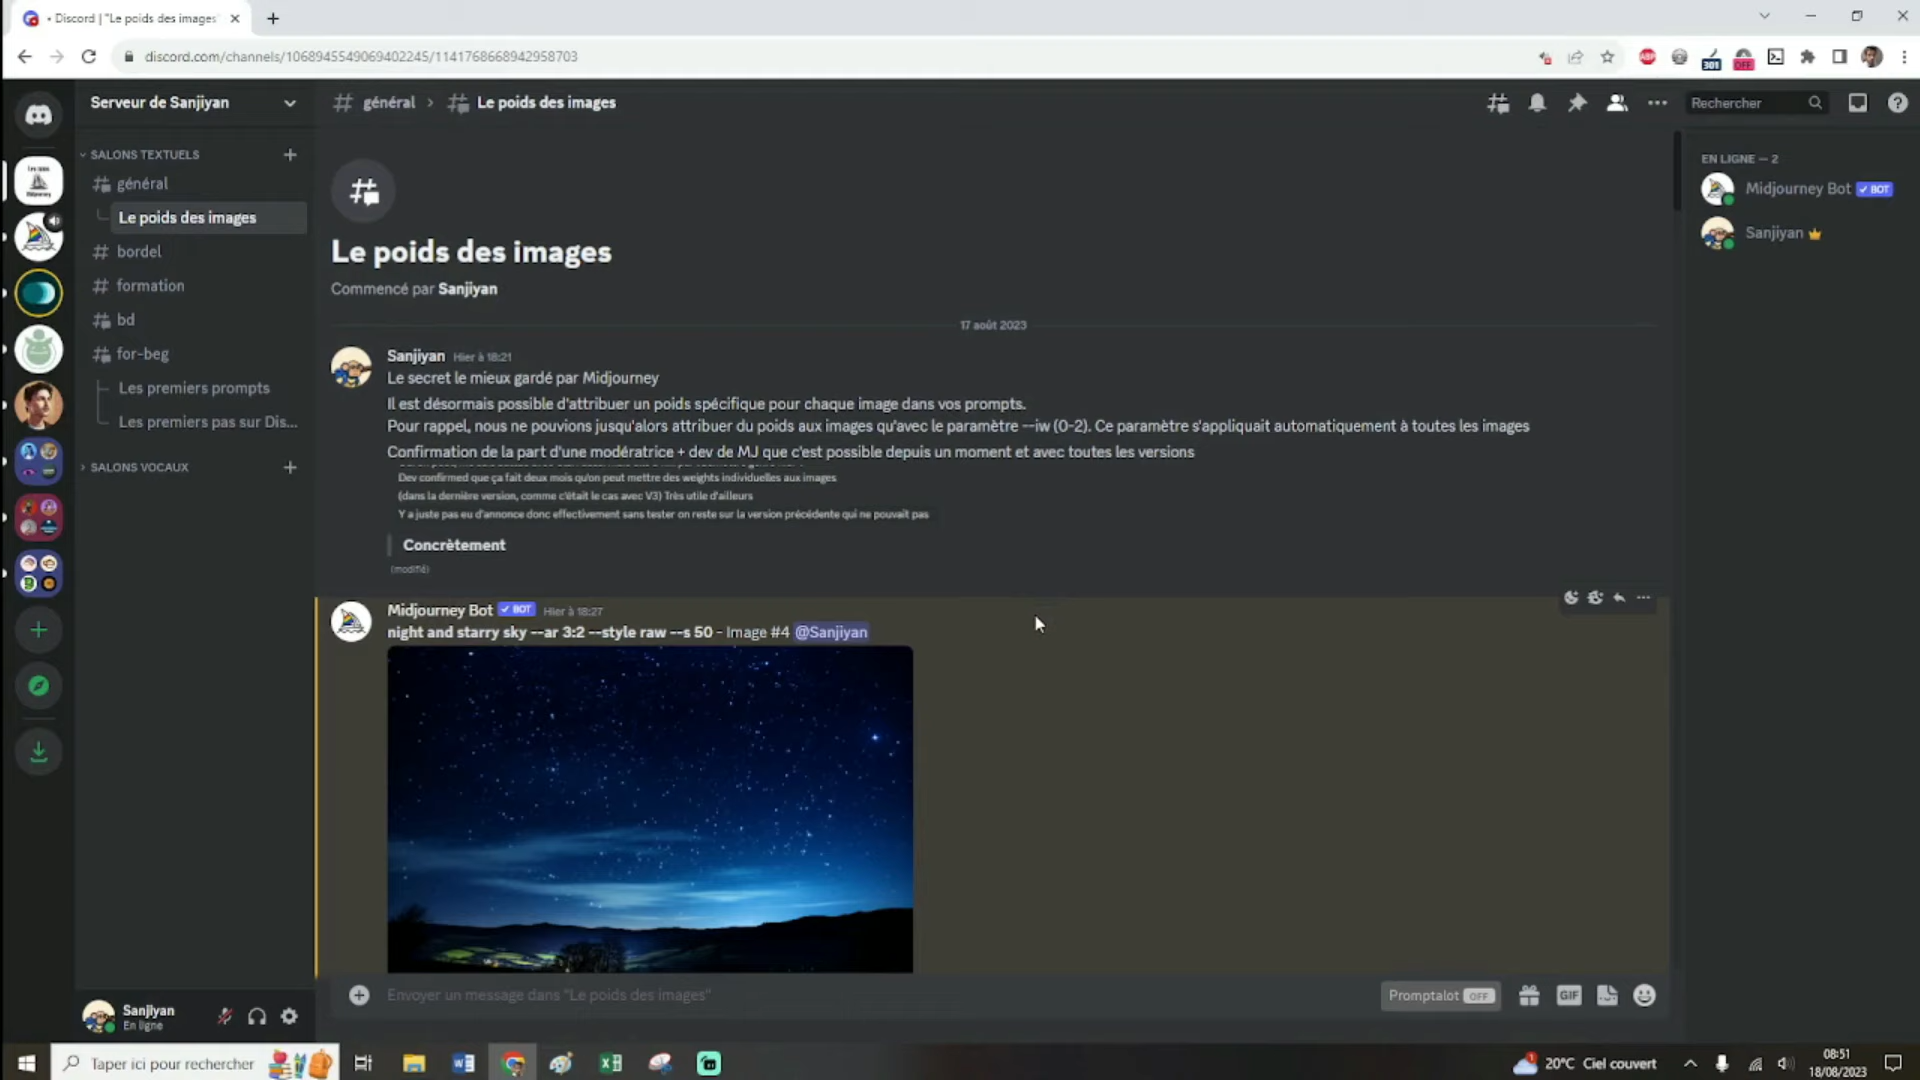 Discord | "Le poids des images"
discord.com/channels/1068945549069402245/1141768668942958703
301
OFF
Serveur de Sanjiyan
général
Le poids des images
Rechercher
SALONS TEXTUELS
général
Le poids des images
bordel
formation
bd
for-beg
Les premiers prompts
Les premiers pas sur Dis...
SALONS VOCAUX
Le poids des images
Commencé par Sanjiyan
17 août 2023
Sanjiyan Hier à 18:21
Le secret le mieux gardé par Midjourney
Il est désormais possible d'attribuer un poids spécifique pour chaque image dans vos prompts.
Pour rappel, nous ne pouvions jusqu'alors attribuer du poids aux images qu'avec le paramètre --iw (0-2). Ce paramètre s'appliquait automatiquement à toutes les images
Confirmation de la part d'une modératrice + dev de MJ que c'est possible depuis un moment et avec toutes les versions
Dev confirmed que ça fait deux mois qu'on peut mettre des weights individuelles aux images
(dans la dernière version, comme c'était le cas avec V3) Très utile d'ailleurs
Y a juste pas eu d'annonce donc effectivement sans tester on reste sur la version précédente qui ne pouvait pas
Concrètement
(modifié)
Midjourney Bot BOT Hier à 18:27
night and starry sky --ar 3:2 --style raw --s 50 - Image #4 @Sanjiyan
Envoyer un message dans "Le poids des images"
Promptalot OFF
GIF
EN LIGNE — 2
Midjourney Bot BOT
Sanjiyan
Sanjiyan
En ligne
Taper ici pour rechercher
20°C Ciel couvert
08:51
18/08/2023